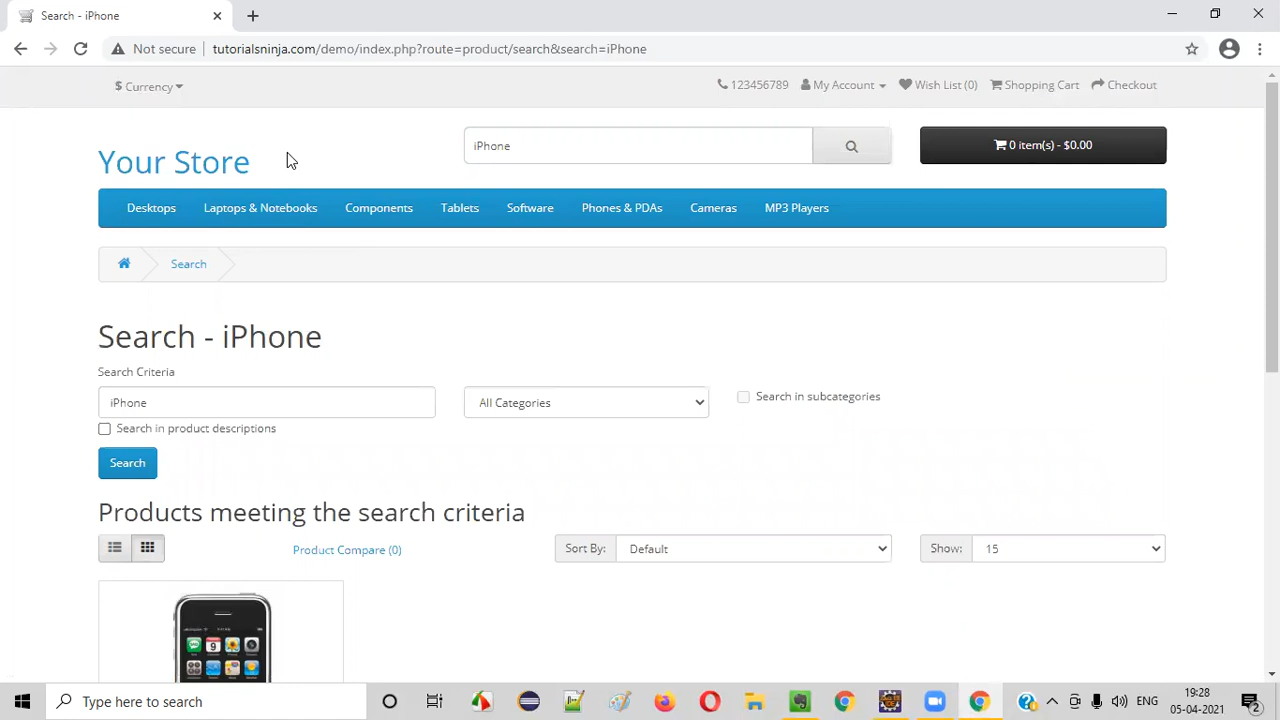 Search - iPhone
Not secure
tutorialsninja.com/demo/index.php?route=product/search&search=iPhone
$ Currency
123456789
My Account
Wish List (0)
Shopping Cart
Checkout
Your Store
iPhone
0 item(s) - $0.00
Desktops
Laptops & Notebooks
Components
Tablets
Software
Phones & PDAs
Cameras
MP3 Players
Search
Search - iPhone
Search Criteria
iPhone
All Categories
Search in subcategories
Search in product descriptions
Search
Products meeting the search criteria
Product Compare (0)
Sort By:
Default
Show:
15
Type here to search
ENG
19:28
05-04-2021
2